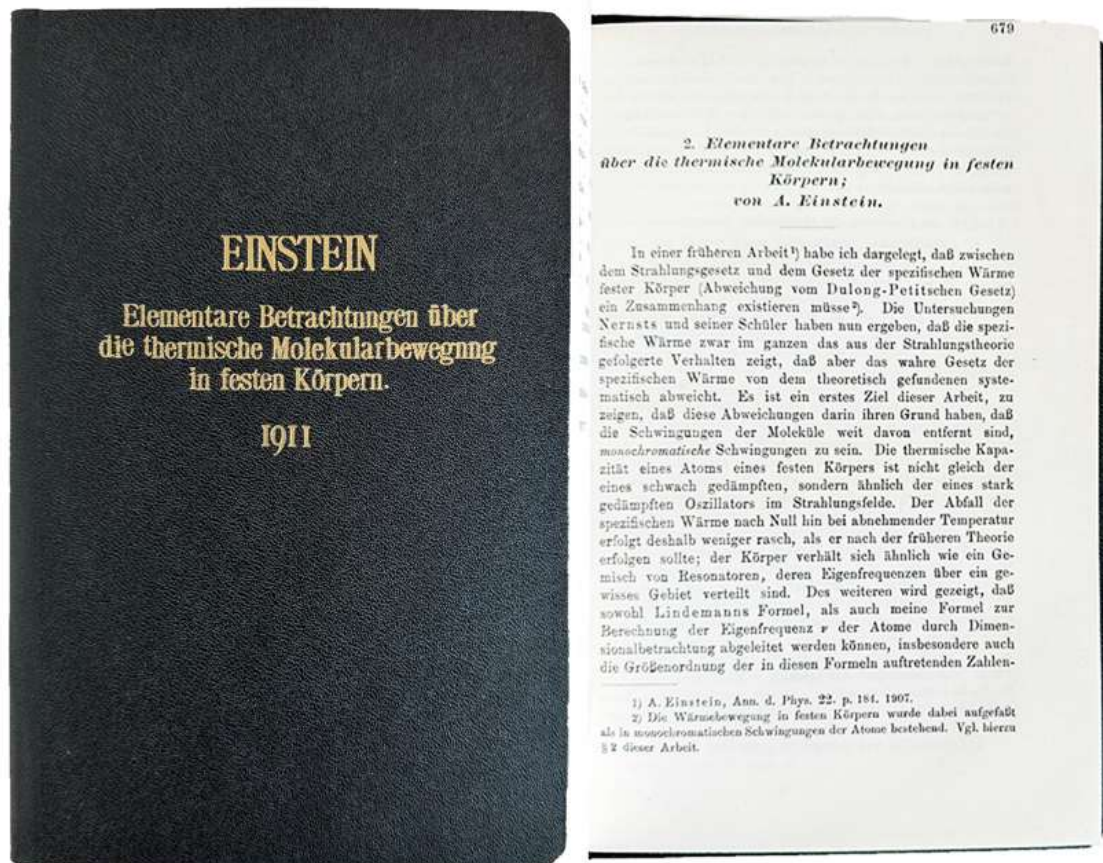 EINSTEIN
Elementare Betrachtnngen über
die thermische Molekularbewegnng
in festen Körpern.
1911
679
2. Elementare Betrachtungen
über die thermische Molekularbewegung in festen
Körpern;
von A. Einstein.
In einer früheren Arbeit¹) habe ich dargelegt, daß zwischen
dem Strahlungsgesetz und dem Gesetz der spezifischen Wärme
fester Körper (Abweichung vom Dulong-Petitschen Gesetz)
ein Zusammenhang existieren müsse²). Die Untersuchungen
Nernsts und seiner Schüler haben nun ergeben, daß die spezi-
fische Wärme zwar im ganzen das aus der Strahlungstheorie
gefolgerte Verhalten zeigt, daß aber das wahre Gesetz der
spezifischen Wärme von dem theoretisch gefundenen syste-
matisch abweicht. Es ist ein erstes Ziel dieser Arbeit, zu
zeigen, daß diese Abweichungen darin ihren Grund haben, daß
die Schwingungen der Moleküle weit davon entfernt sind,
monochromatische Schwingungen zu sein. Die thermische Kapa-
zität eines Atoms eines festen Körpers ist nicht gleich der
eines schwach gedämpften, sondern ähnlich der eines stark
gedämpften Oszillators im Strahlungsfelde. Der Abfall der
spezifischen Wärme nach Null hin bei abnehmender Temperatur
erfolgt deshalb weniger rasch, als er nach der früheren Theorie
erfolgen sollte; der Körper verhält sich ähnlich wie ein Ge-
misch von Resonatoren, deren Eigenfrequenzen über ein ge-
wisses Gebiet verteilt sind. Des weiteren wird gezeigt, daß
sowohl Lindemanns Formel, als auch meine Formel zur
Berechnung der Eigenfrequenz ν der Atome durch Dimen-
sionalbetrachtung abgeleitet werden können, insbesondere auch
die Größenordnung der in diesen Formeln auftretenden Zahlen-
1) A. Einstein, Ann. d. Phys. 22. p. 184. 1907.
2) Die Wärmebewegung in festen Körpern wurde dabei aufgefaßt
als in monochromatischen Schwingungen der Atome bestehend. Vgl. hierzu
§ 2 dieser Arbeit.